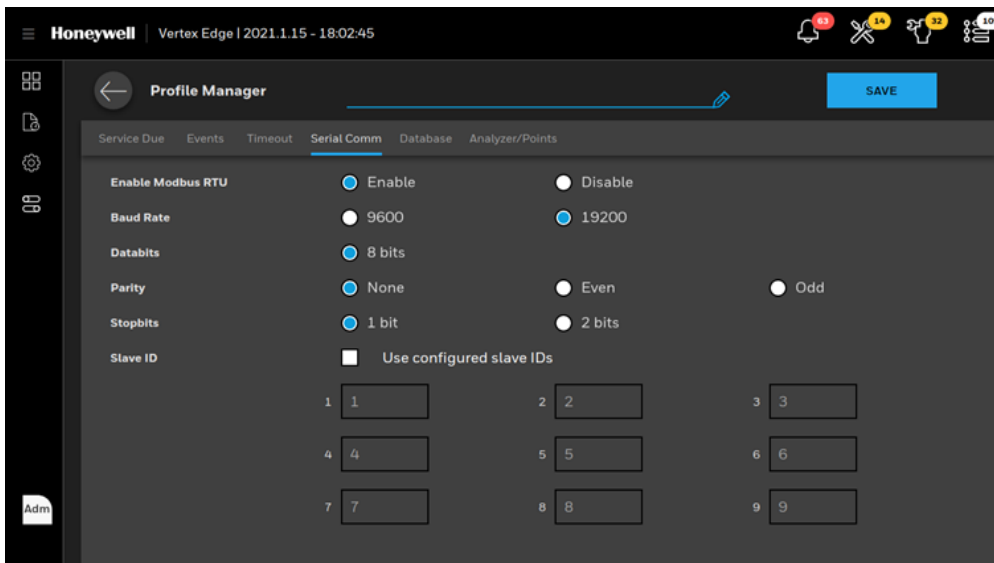 Honeywell Vertex Edge | 2021.1.15 - 18:02:45 63 14 32 10
Profile Manager SAVE
Service Due Events Timeout Serial Comm Database Analyzer/Points
Enable Modbus RTU Enable Disable
Baud Rate 9600 19200
Databits 8 bits
Parity None Even Odd
Stopbits 1 bit 2 bits
Slave ID Use configured slave IDs
1 1 2 2 3 3
4 4 5 5 6 6
Adm 7 7 8 8 9 9